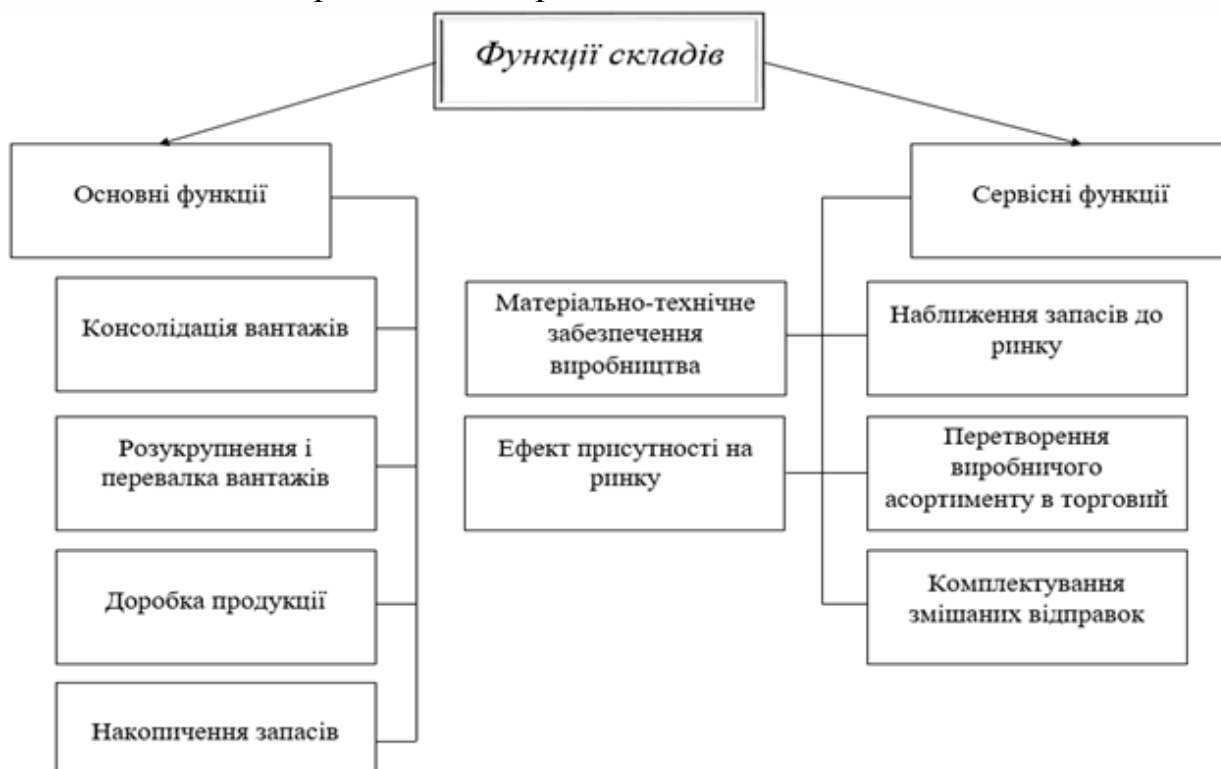 Функції складів
Основні функції
Сервісні функції
Консолідація вантажів
Розукрупнення і
перевалка вантажів
Доробка продукції
Накопичення запасів
Матеріально-технічне
забезпечення
виробництва
Ефект присутності на
ринку
Наближення запасів до
ринку
Перетворення
виробничого
асортименту в торговий
Комплектування
змішаних відправок